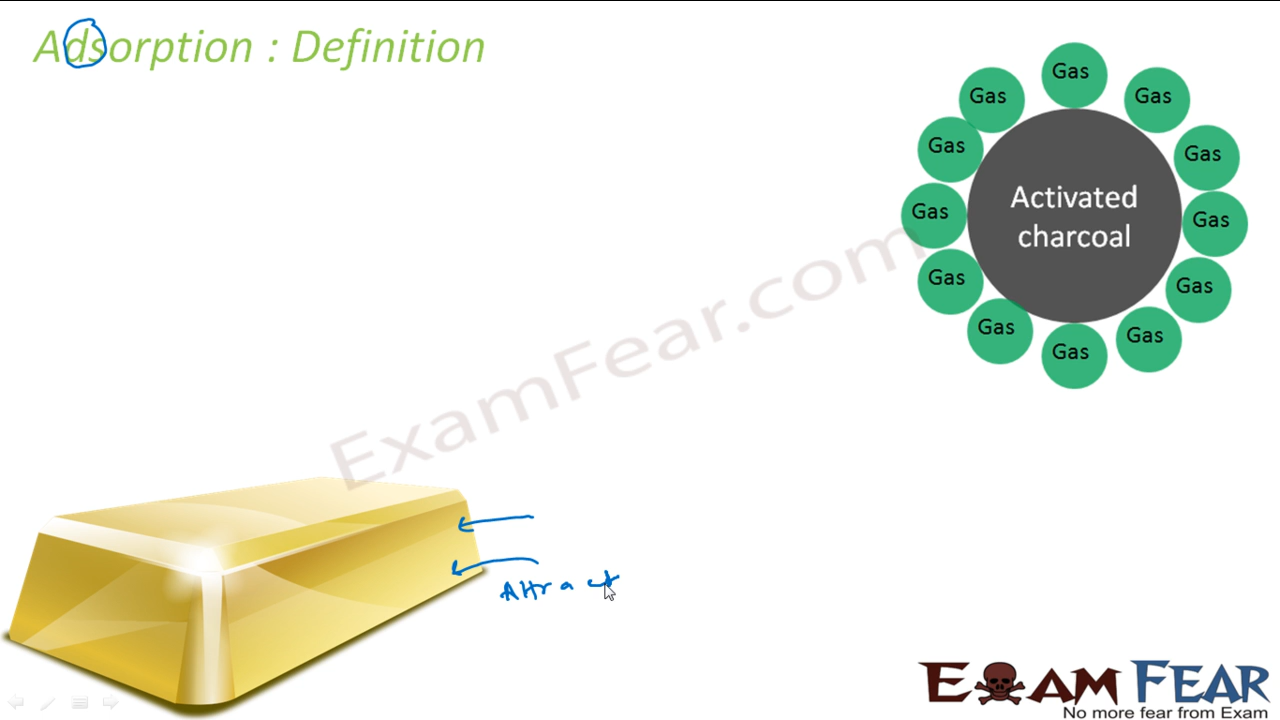 Adsorption : Definition
Gas
Gas
Gas
Gas
Gas
Gas
Gas
Gas
Gas
Gas
Gas
Gas
Activated
charcoal
ExamFear.com
Attract
EXAM FEAR
No more fear from Exam